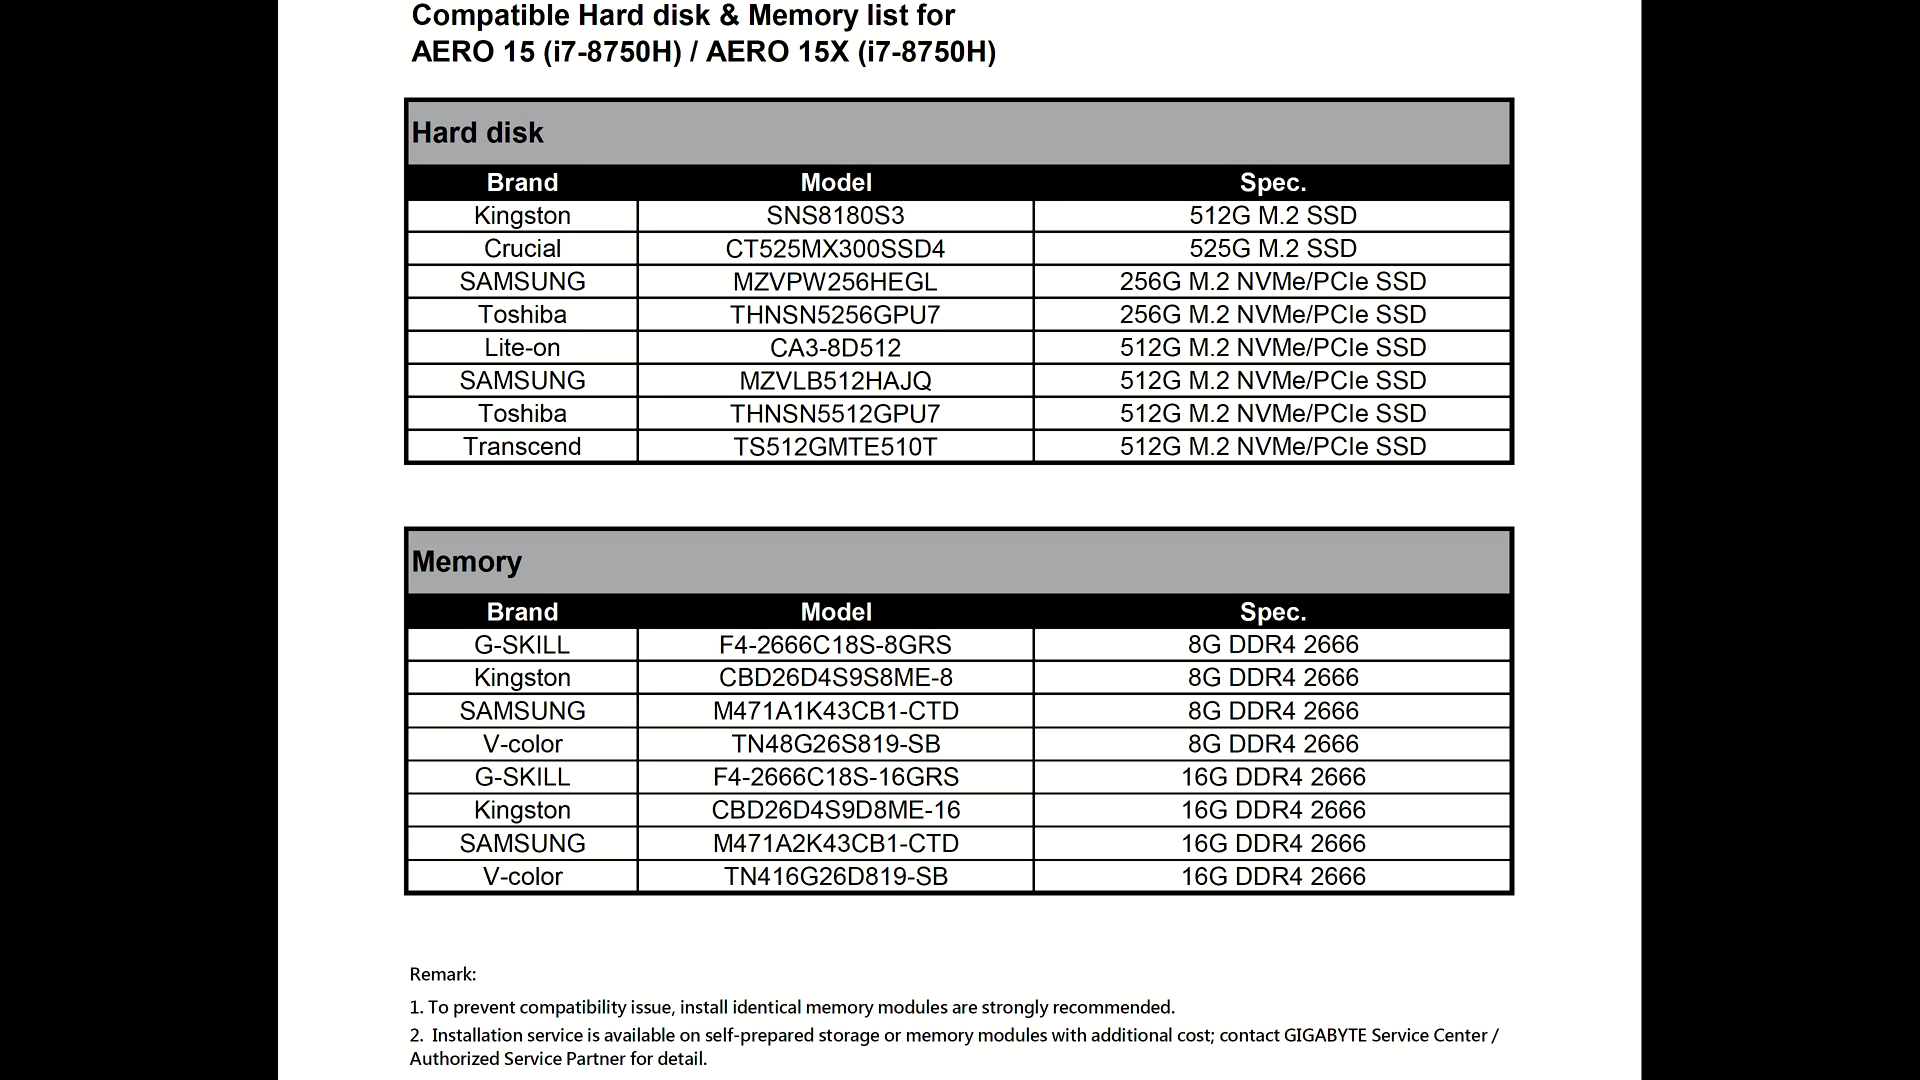 Compatible Hard disk & Memory list for
AERO 15 (i7-8750H) / AERO 15X (i7-8750H)
Hard disk
Brand Model Spec.
Kingston SNS8180S3 512G M.2 SSD
Crucial CT525MX300SSD4 525G M.2 SSD
SAMSUNG MZVPW256HEGL 256G M.2 NVMe/PCIe SSD
Toshiba THNSN5256GPU7 256G M.2 NVMe/PCIe SSD
Lite-on CA3-8D512 512G M.2 NVMe/PCIe SSD
SAMSUNG MZVLB512HAJQ 512G M.2 NVMe/PCIe SSD
Toshiba THNSN5512GPU7 512G M.2 NVMe/PCIe SSD
Transcend TS512GMTE510T 512G M.2 NVMe/PCIe SSD
Memory
Brand Model Spec.
G-SKILL F4-2666C18S-8GRS 8G DDR4 2666
Kingston CBD26D4S9S8ME-8 8G DDR4 2666
SAMSUNG M471A1K43CB1-CTD 8G DDR4 2666
V-color TN48G26S819-SB 8G DDR4 2666
G-SKILL F4-2666C18S-16GRS 16G DDR4 2666
Kingston CBD26D4S9D8ME-16 16G DDR4 2666
SAMSUNG M471A2K43CB1-CTD 16G DDR4 2666
V-color TN416G26D819-SB 16G DDR4 2666
Remark:
1. To prevent compatibility issue, install identical memory modules are strongly recommended.
2. Installation service is available on self-prepared storage or memory modules with additional cost; contact GIGABYTE Service Center /
Authorized Service Partner for detail.